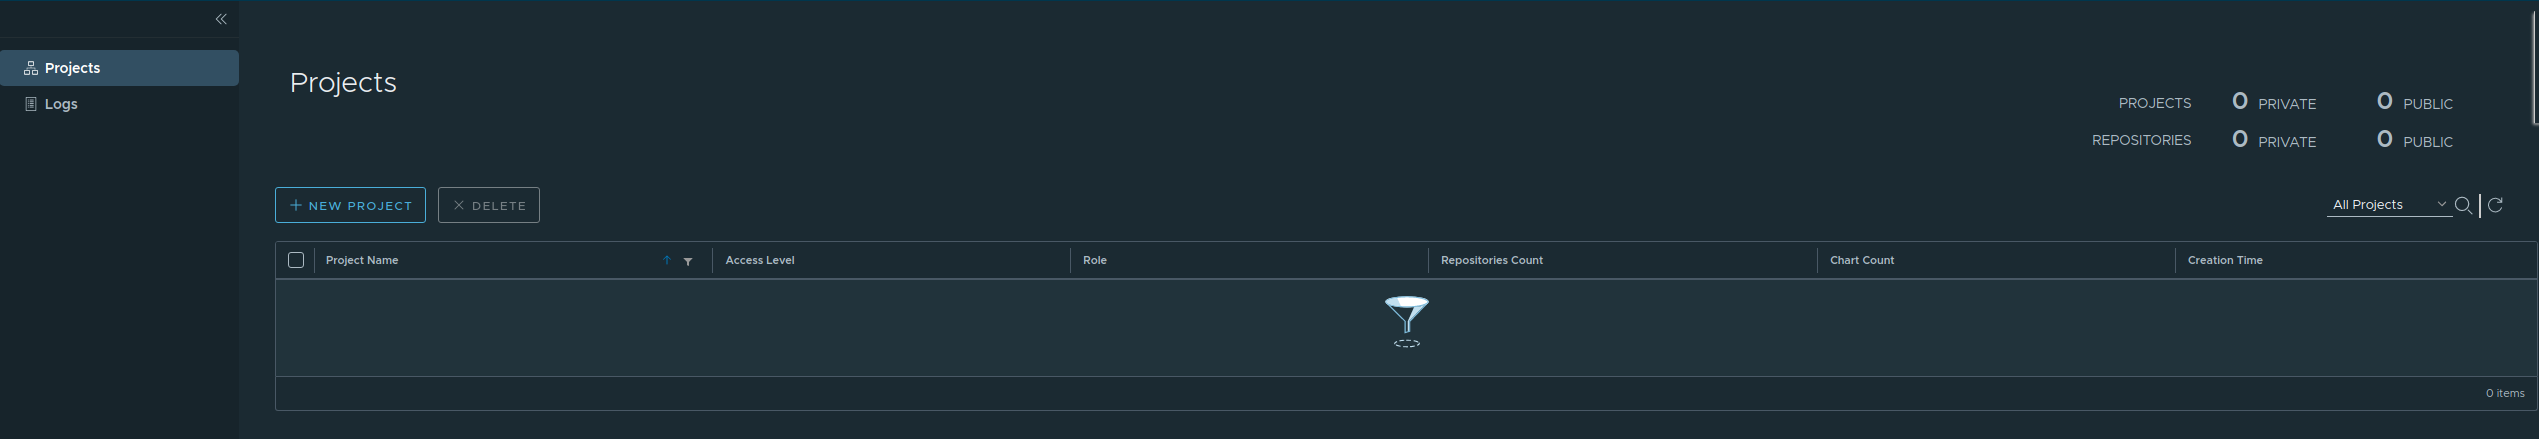 Projects
Logs
Projects
PROJECTS 0 PRIVATE 0 PUBLIC
REPOSITORIES 0 PRIVATE 0 PUBLIC
NEW PROJECT DELETE All Projects
Project Name Access Level Role Repositories Count Chart Count Creation Time
0 items